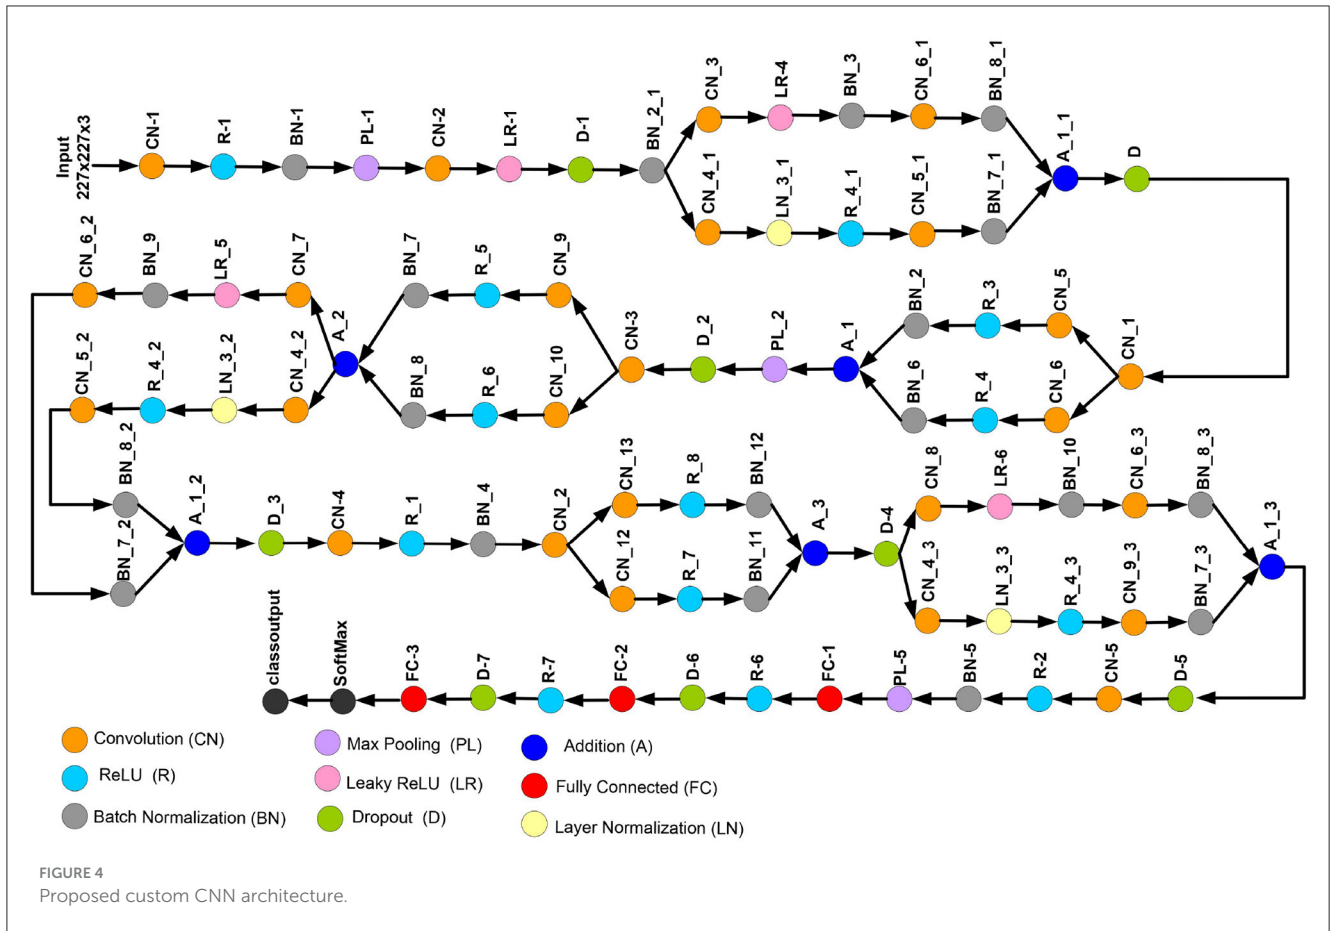 Input
227x227x3
CN-1
R-1
BN-1
PL-1
CN-2
LR-1
D-1
BN_2_1
CN_3
LR-4
BN_3
CN_6_1
BN_8_1
CN_4_1
LN_3_1
R_4_1
CN_5_1
BN_7_1
A_1_1
D
CN_6_2
BN_9
LR_5
CN_7
A_2
BN_7
R_5
CN_9
CN-3
D_2
PL_2
A_1
BN_2
R_3
CN_5
CN_1
CN_5_2
R_4_2
LN_3_2
CN_4_2
BN_8
R_6
CN_10
BN_6
R_4
CN_6
BN_8_2
BN_7_2
A_1_2
D_3
CN-4
R_1
BN_4
CN_2
CN_13
R_8
BN_12
CN_12
R_7
BN_11
A_3
D-4
CN_8
LR-6
BN_10
CN_6_3
BN_8_3
CN_4_3
LN_3_3
R_4_3
CN_9_3
BN_7_3
A_1_3
classoutput
SoftMax
FC-3
D-7
R-7
FC-2
D-6
R-6
FC-1
PL-5
BN-5
R-2
CN-5
D-5
Convolution (CN)
Max Pooling (PL)
Addition (A)
ReLU (R)
Leaky ReLU (LR)
Fully Connected (FC)
Batch Normalization (BN)
Dropout (D)
Layer Normalization (LN)
FIGURE 4
Proposed custom CNN architecture.